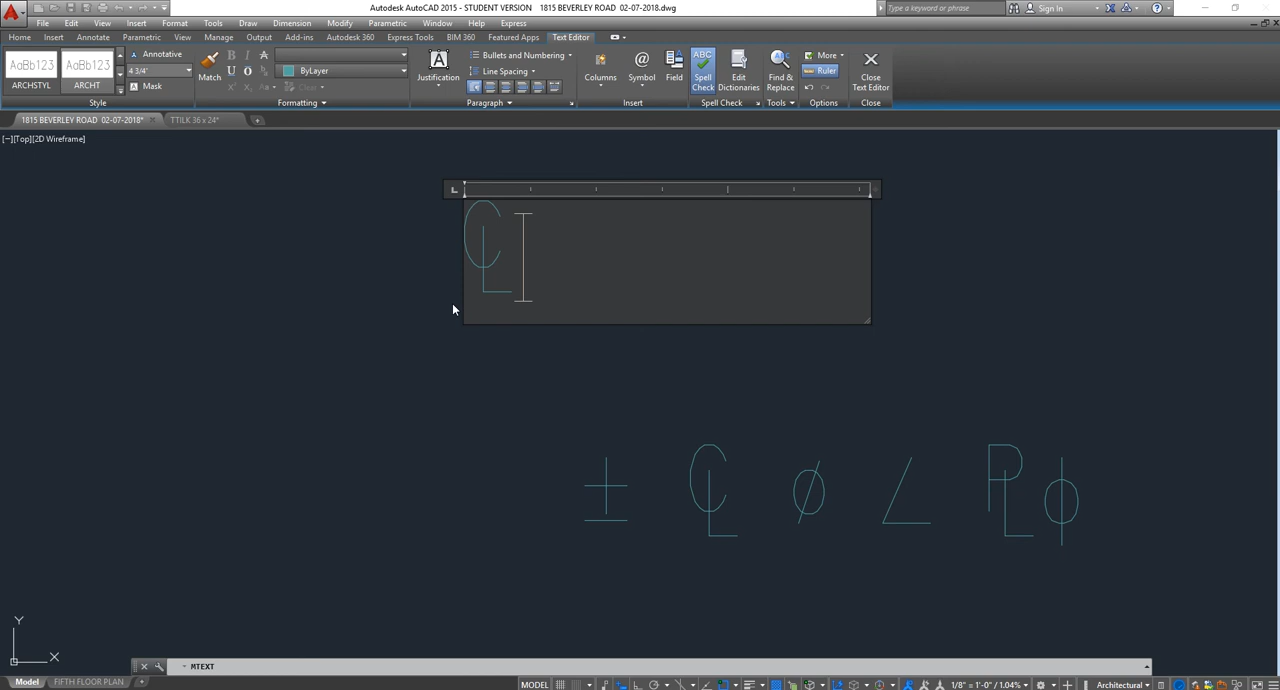 Autodesk AutoCAD 2015 - STUDENT VERSION 1815 BEVERLEY ROAD 02-07-2018.dwg
Type a keyword or phrase
Sign In
File Edit View Insert Format Tools Draw Dimension Modify Parametric Window Help Express
Home Insert Annotate Parametric View Manage Output Add-ins Autodesk 360 Express Tools BIM 360 Featured Apps Text Editor
AaBb123 AaBb123
ARCHSTYL ARCHT
Annotative
4 3/4"
Mask
Style
Match
B I A
U O
ByLayer
Aa Clear
Formatting
A
Justification
Bullets and Numbering
Line Spacing
Paragraph
Columns
@
Symbol
Field
Insert
ABC
Spell Check
Edit Dictionaries
Spell Check
Find & Replace
Tools
More
Ruler
Options
Close Text Editor
Close
1815 BEVERLEY ROAD 02-07-2018*
TTILK 36 x 24*
[−][Top][2D Wireframe]
℄
± ℄ ø ∠ ⅊ ϕ
Y
X
MTEXT
Model FIFTH FLOOR PLAN
MODEL
1/8" = 1'-0" / 1.04%
Architectural